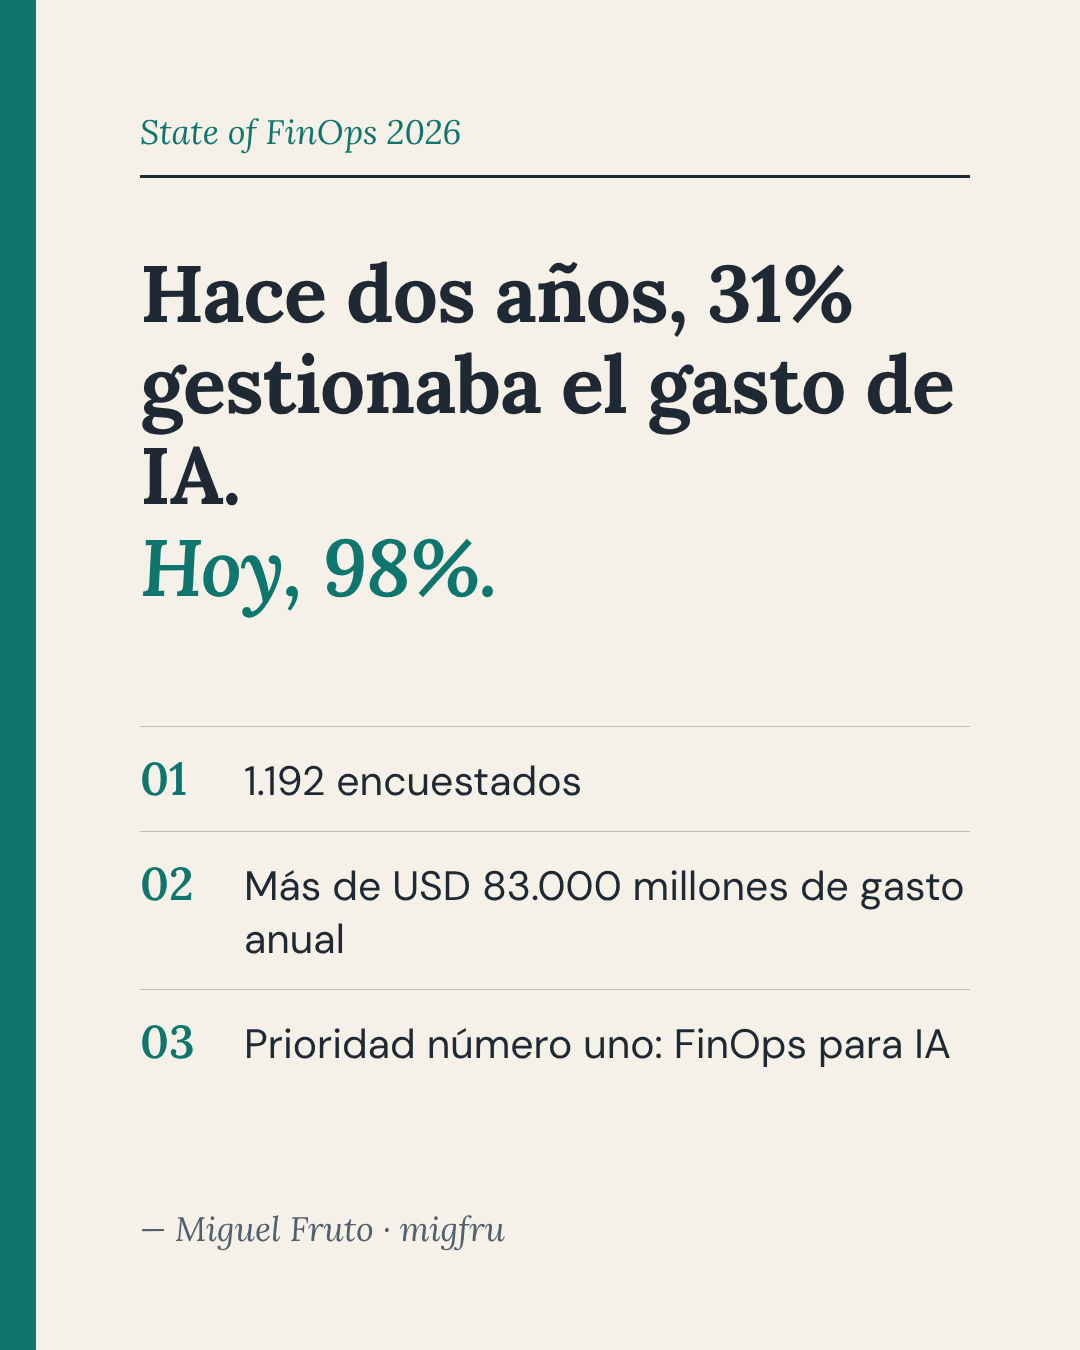 State of FinOps 2026
Hace dos años, 31%
gestionaba el gasto de
IA.
Hoy, 98%.
01 1.192 encuestados
02 Más de USD 83.000 millones de gasto
anual
03 Prioridad número uno: FinOps para IA
— Miguel Fruto · migfru